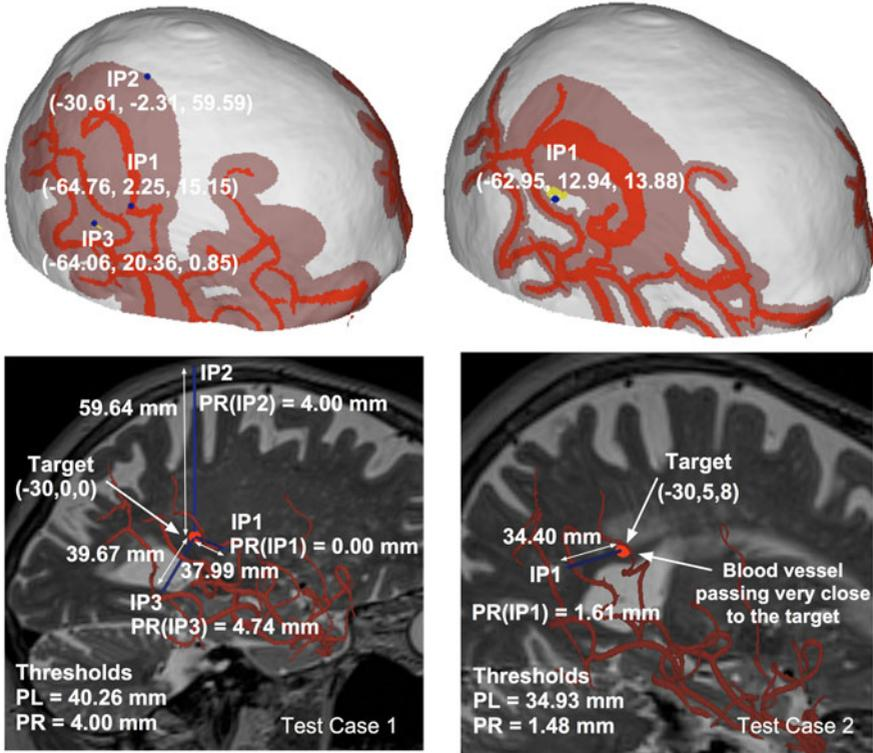 IP2
(-30.61, -2.31, 59.59)
IP1
(-64.76, 2.25, 15.15)
IP3
(-64.06, 20.36, 0.85)
IP1
(-62.95, 12.94, 13.88)
IP2
59.64 mm
PR(IP2) = 4.00 mm
Target
(-30,0,0)
IP1
PR(IP1) = 0.00 mm
39.67 mm
37.99 mm
IP3
PR(IP3) = 4.74 mm
Thresholds
PL = 40.26 mm
PR = 4.00 mm
Test Case 1
Target
(-30,5,8)
34.40 mm
IP1
Blood vessel
passing very close
to the target
PR(IP1) = 1.61 mm
Thresholds
PL = 34.93 mm
PR = 1.48 mm
Test Case 2